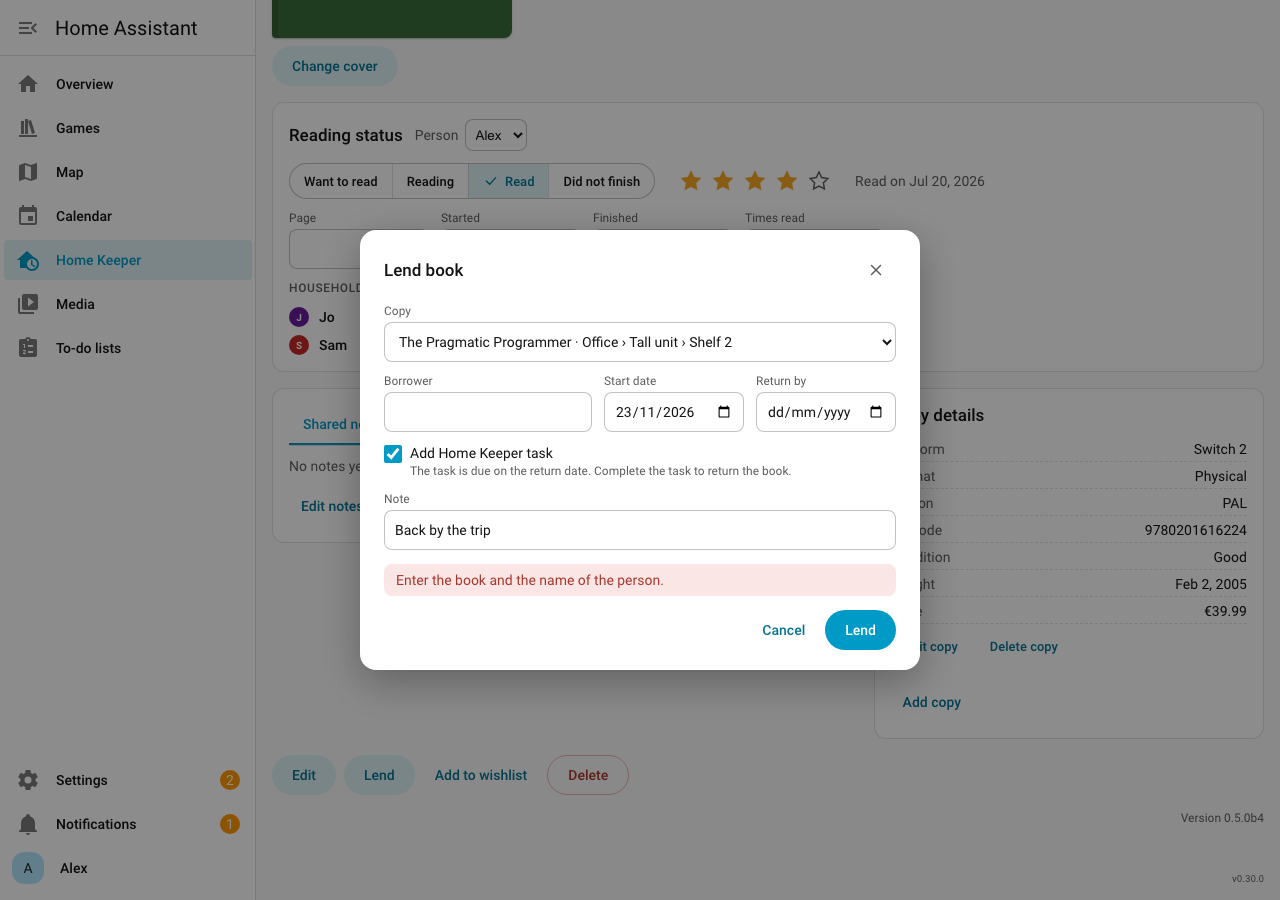 Home Assistant
Overview
Games
Map
Calendar
Home Keeper
Media
To-do lists
Settings
2
Notifications
1
A
Alex
Change cover
Reading status
Person
Alex
Want to read
Reading
Read
Did not finish
Read on Jul 20, 2026
Page
Started
Finished
Times read
HOUSEHOLD
J
Jo
S
Sam
Shared
No notes
Edit notes
Lend book
Copy
The Pragmatic Programmer · Office › Tall unit › Shelf 2
Borrower
Start date
Return by
23/11/2026
dd/mm/yyyy
Add Home Keeper task
The task is due on the return date. Complete the task to return the book.
Note
Back by the trip
Enter the book and the name of the person.
Cancel
Lend
details
Switch 2
Physical
PAL
9780201616224
Good
Feb 2, 2005
€39.99
copy
Delete copy
Add copy
Edit
Lend
Add to wishlist
Delete
Version 0.5.0b4
v0.30.0